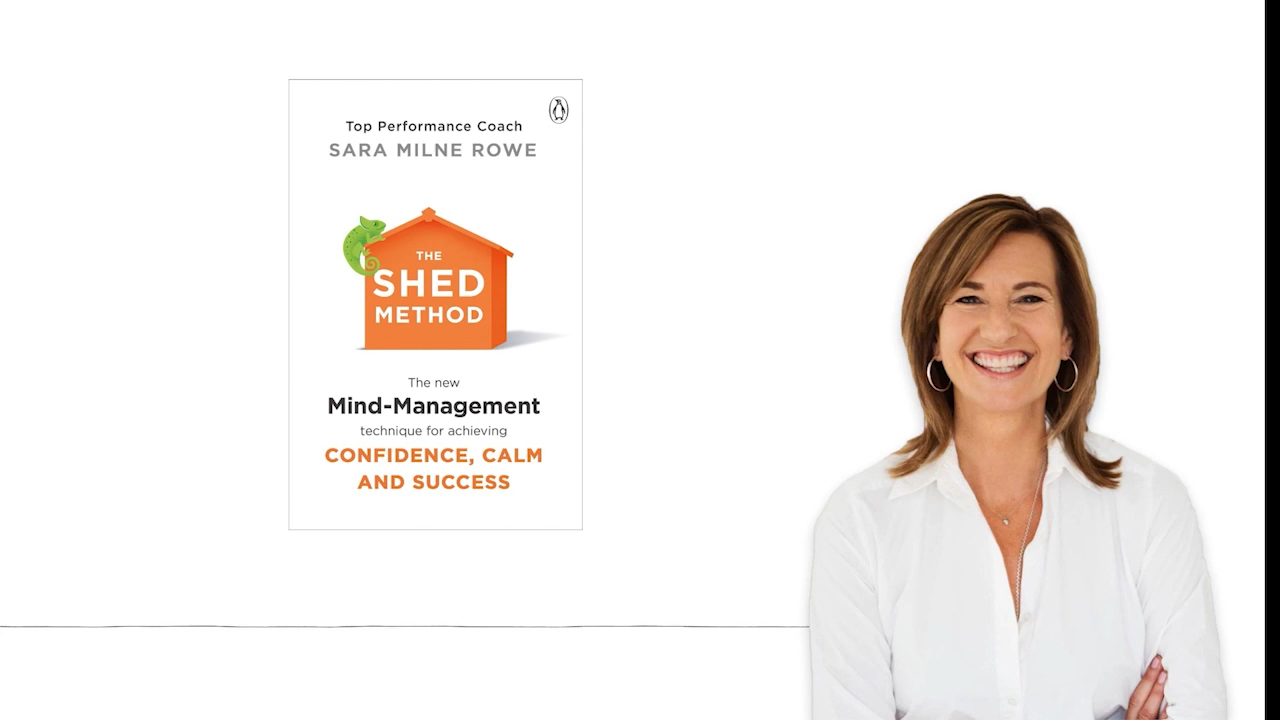 Top Performance Coach
SARA MILNE ROWE
THE
SHED
METHOD
The new
Mind-Management
technique for achieving
CONFIDENCE, CALM
AND SUCCESS